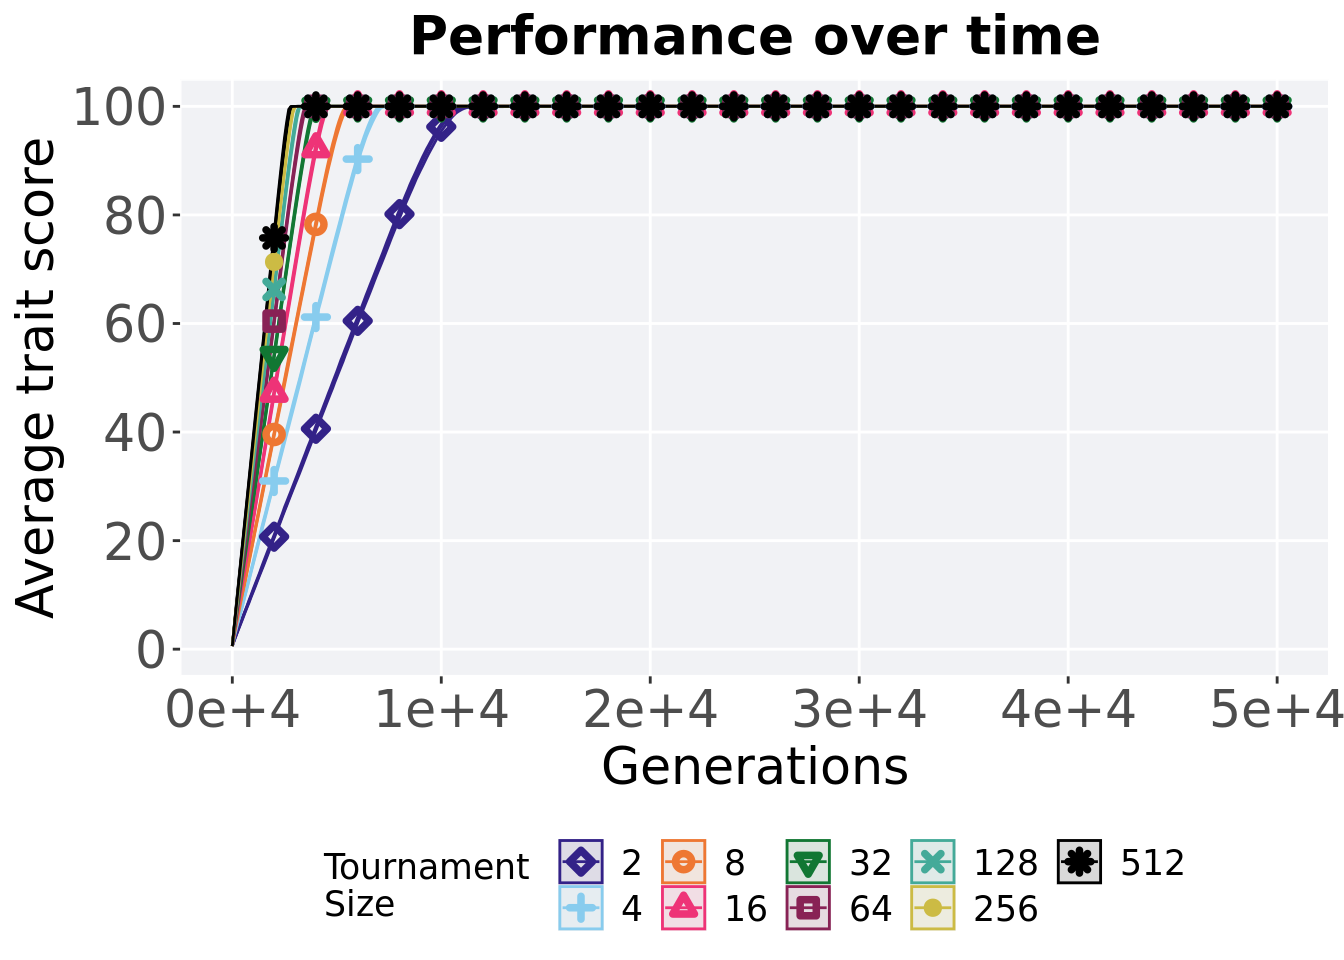 Performance over time
Average trait score
100
80
60
40
20
0
0e+4 1e+4 2e+4 3e+4 4e+4 5e+4
Generations
Tournament
Size
2 8 32 128 512
4 16 64 256